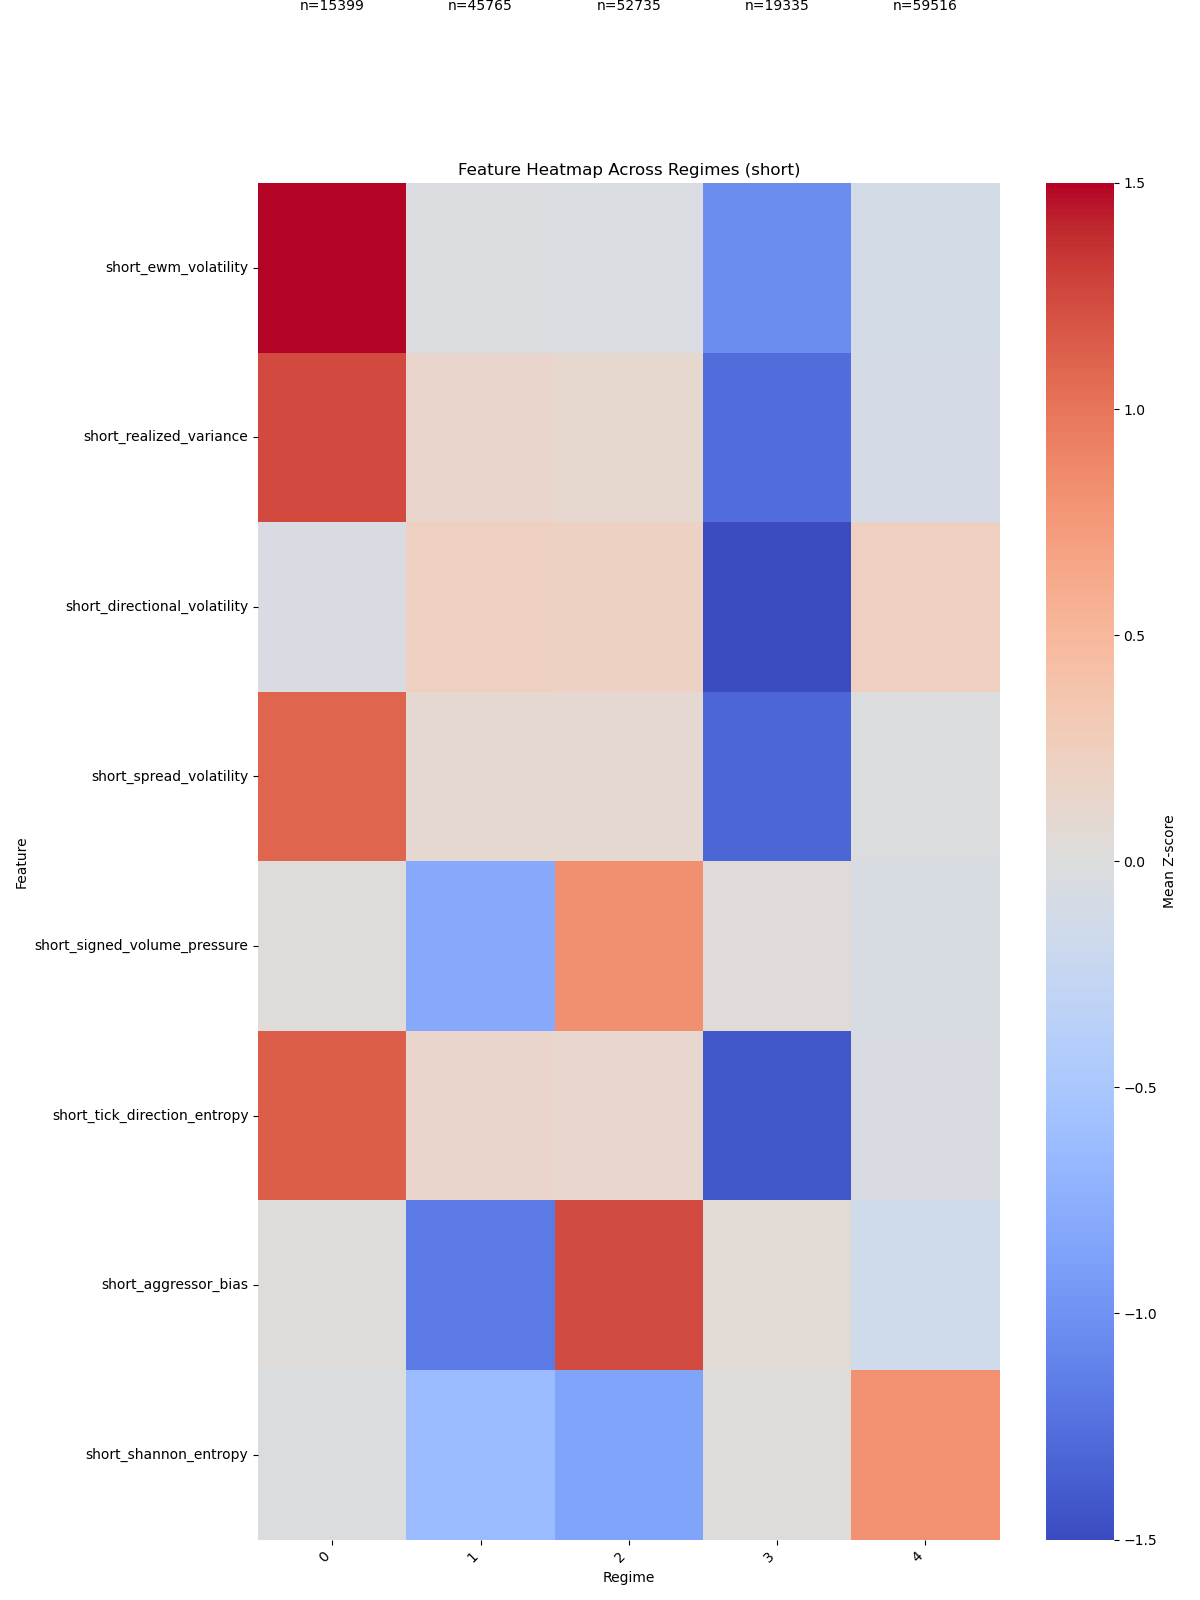 n=15399 n=45765 n=52735 n=19335 n=59516
Feature Heatmap Across Regimes (short)
short_ewm_volatility
short_realized_variance
short_directional_volatility
short_spread_volatility
short_signed_volume_pressure
short_tick_direction_entropy
short_aggressor_bias
short_shannon_entropy
Feature
0 1 2 3 4
Regime
1.5
1.0
0.5
0.0
−0.5
−1.0
−1.5
Mean Z-score